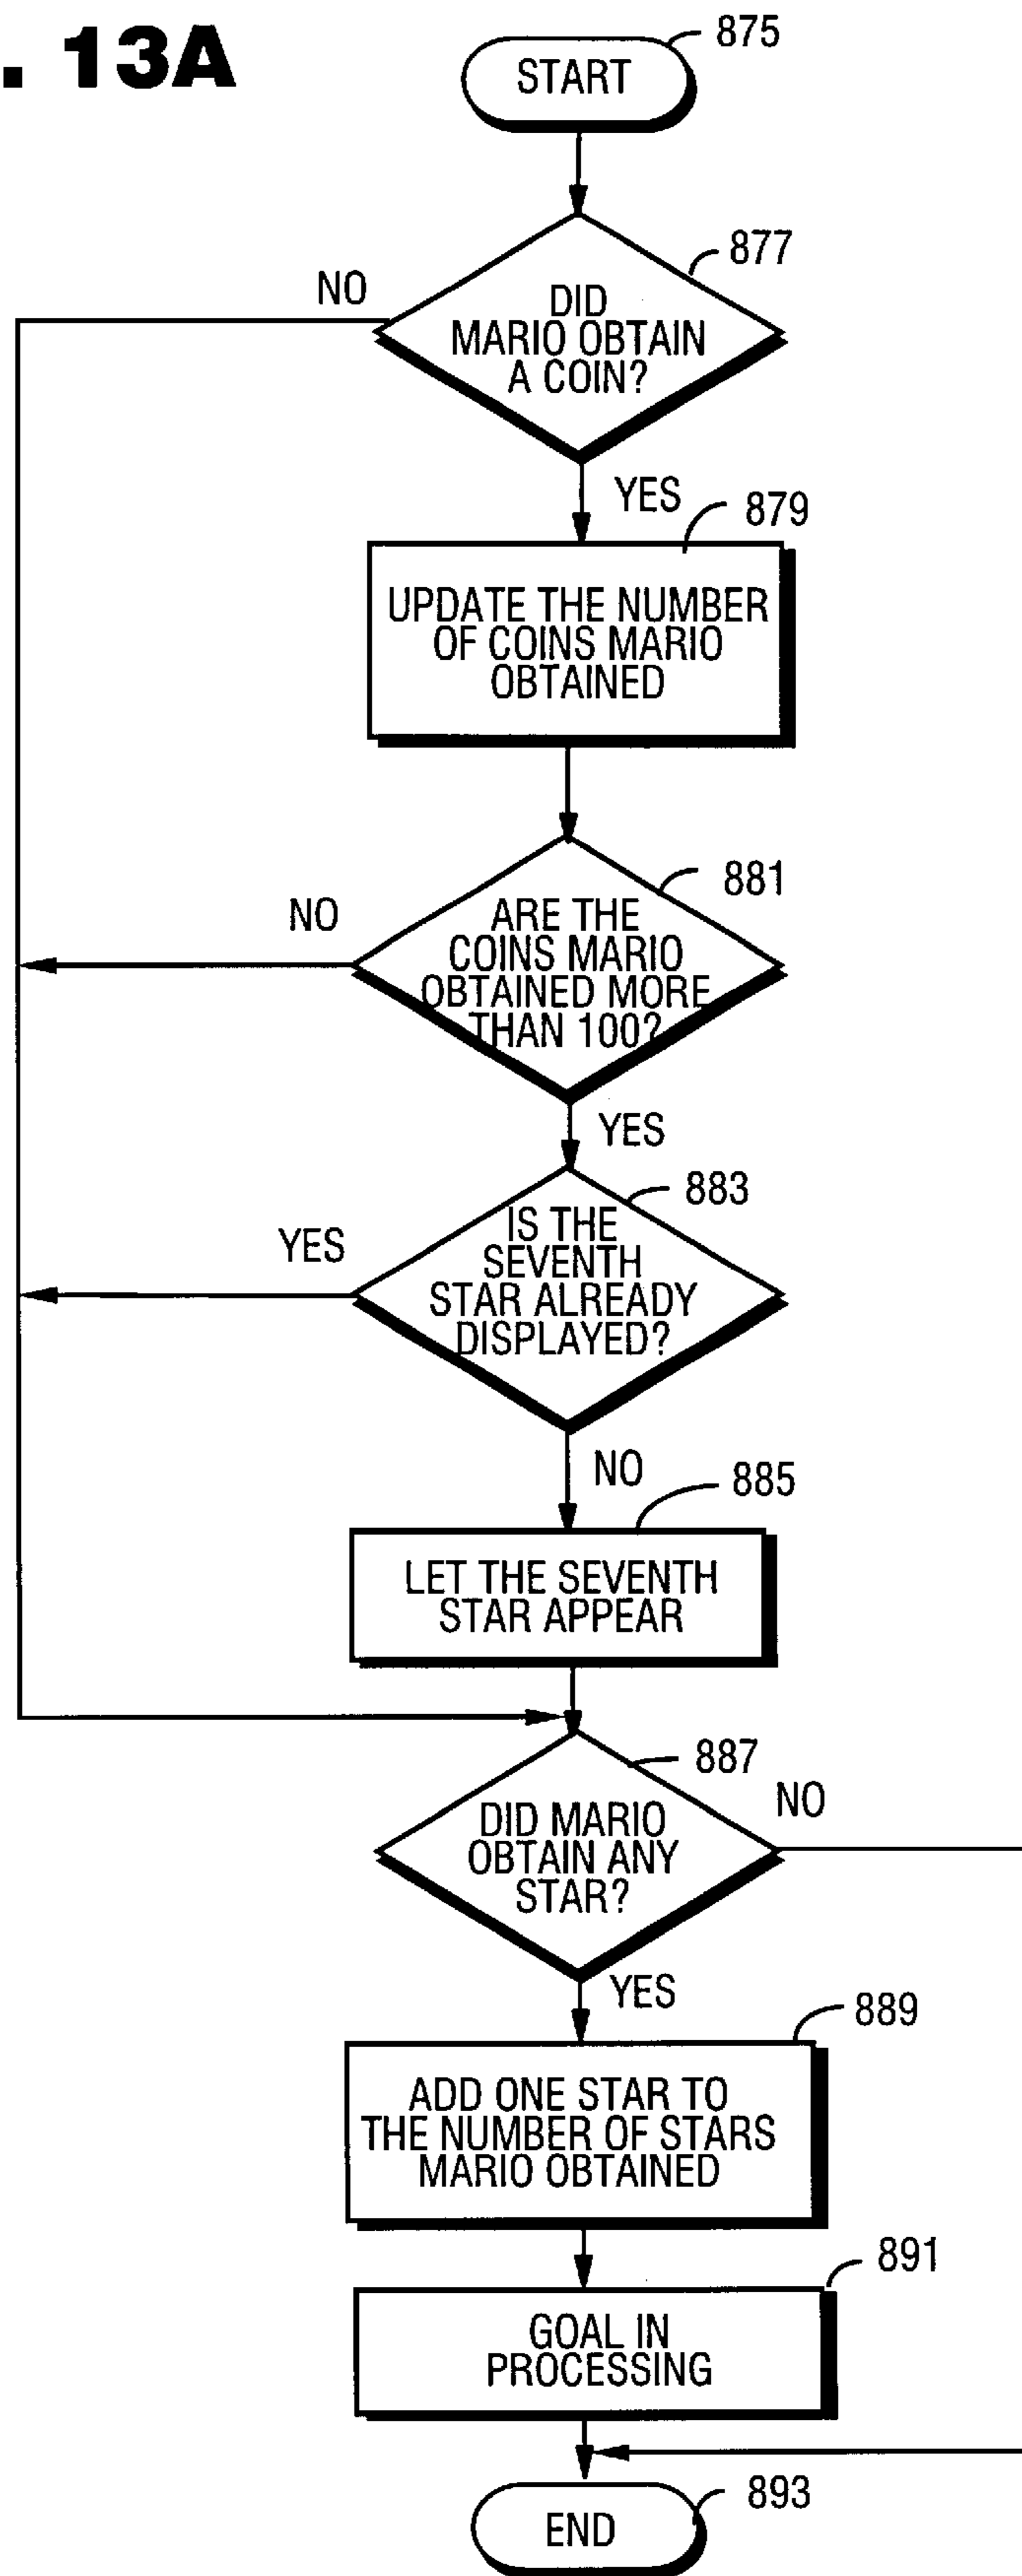 . 13A
875
START
877
NO
DID
MARIO OBTAIN
A COIN?
YES
879
UPDATE THE NUMBER
OF COINS MARIO
OBTAINED
881
NO
ARE THE
COINS MARIO
OBTAINED MORE
THAN 100?
YES
883
YES
IS THE
SEVENTH
STAR ALREADY
DISPLAYED?
NO
885
LET THE SEVENTH
STAR APPEAR
887
NO
DID MARIO
OBTAIN ANY
STAR?
YES
889
ADD ONE STAR TO
THE NUMBER OF STARS
MARIO OBTAINED
891
GOAL IN
PROCESSING
893
END